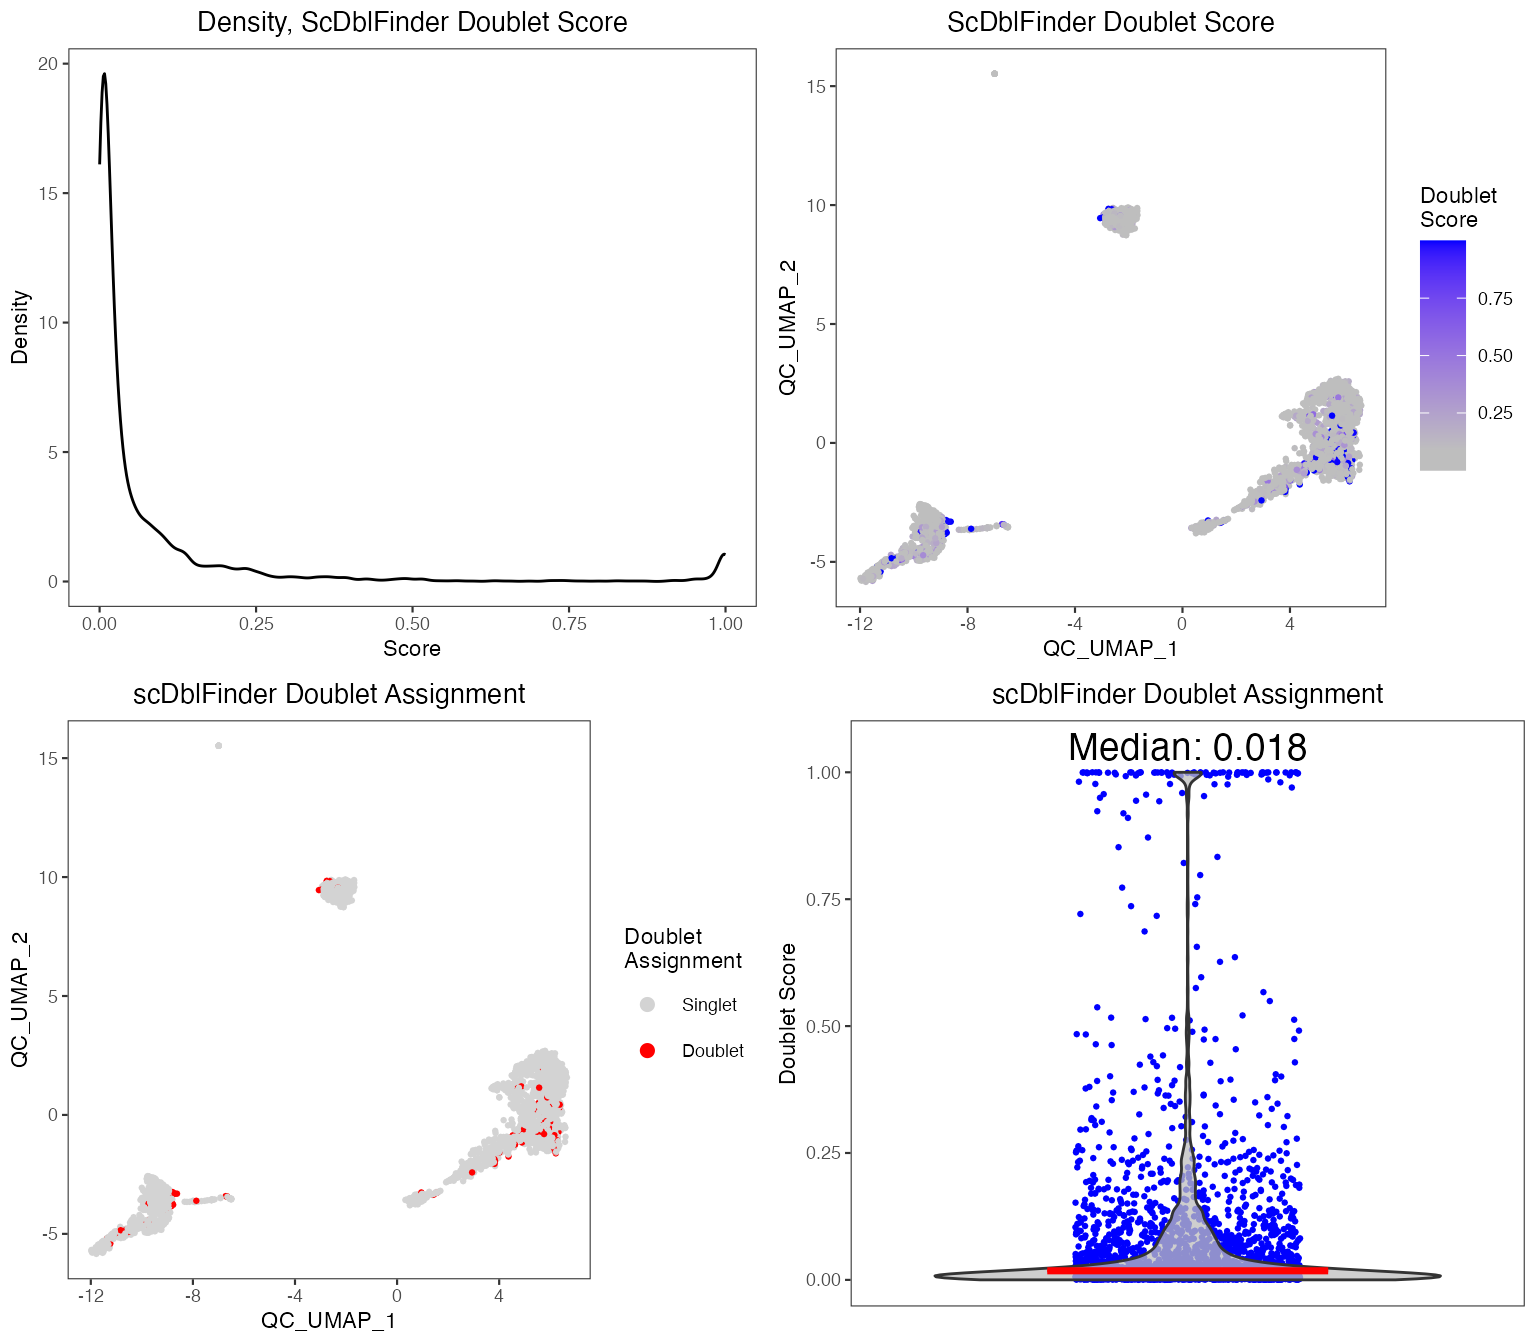 Density, ScDblFinder Doublet Score
20
15
10
5
0
Density
0.00 0.25 0.50 0.75 1.00
Score
ScDblFinder Doublet Score
15
10
5
0
-5
QC_UMAP_2
-12 -8 -4 0 4
QC_UMAP_1
Doublet
Score
0.75
0.50
0.25
scDblFinder Doublet Assignment
15
10
5
0
-5
QC_UMAP_2
-12 -8 -4 0 4
QC_UMAP_1
Doublet
Assignment
Singlet
Doublet
scDblFinder Doublet Assignment
Median: 0.018
1.00
0.75
0.50
0.25
0.00
Doublet Score